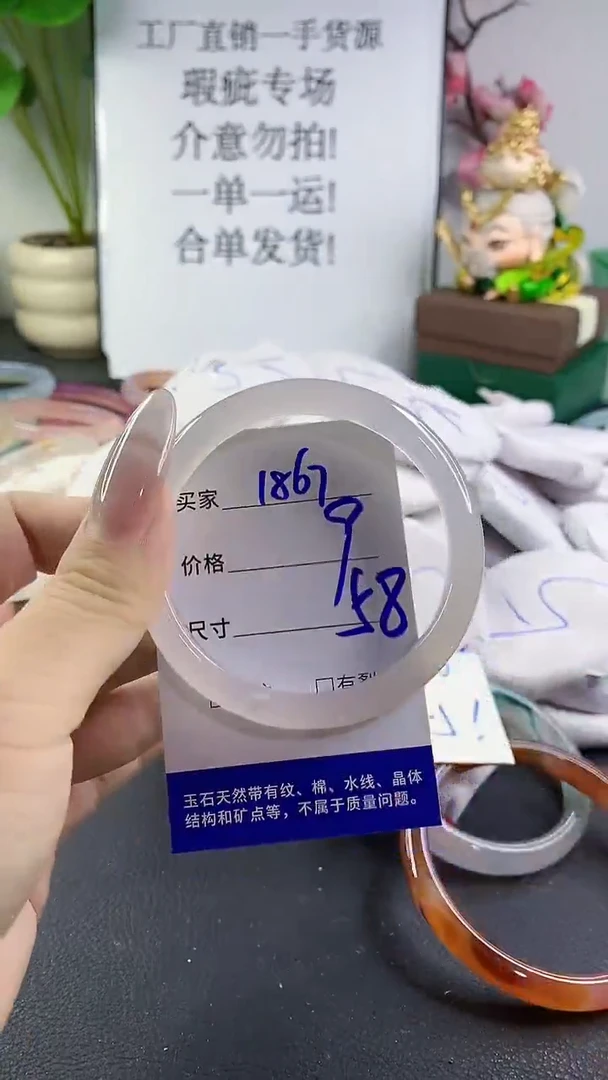 工厂直销一手货源
瑕疵专场
介意勿拍!
一单一运!
合单发货!
买家 1867
价格 9
尺寸 58
玉石天然带有纹、棉、水线、晶体
结构和矿点等，不属于质量问题。